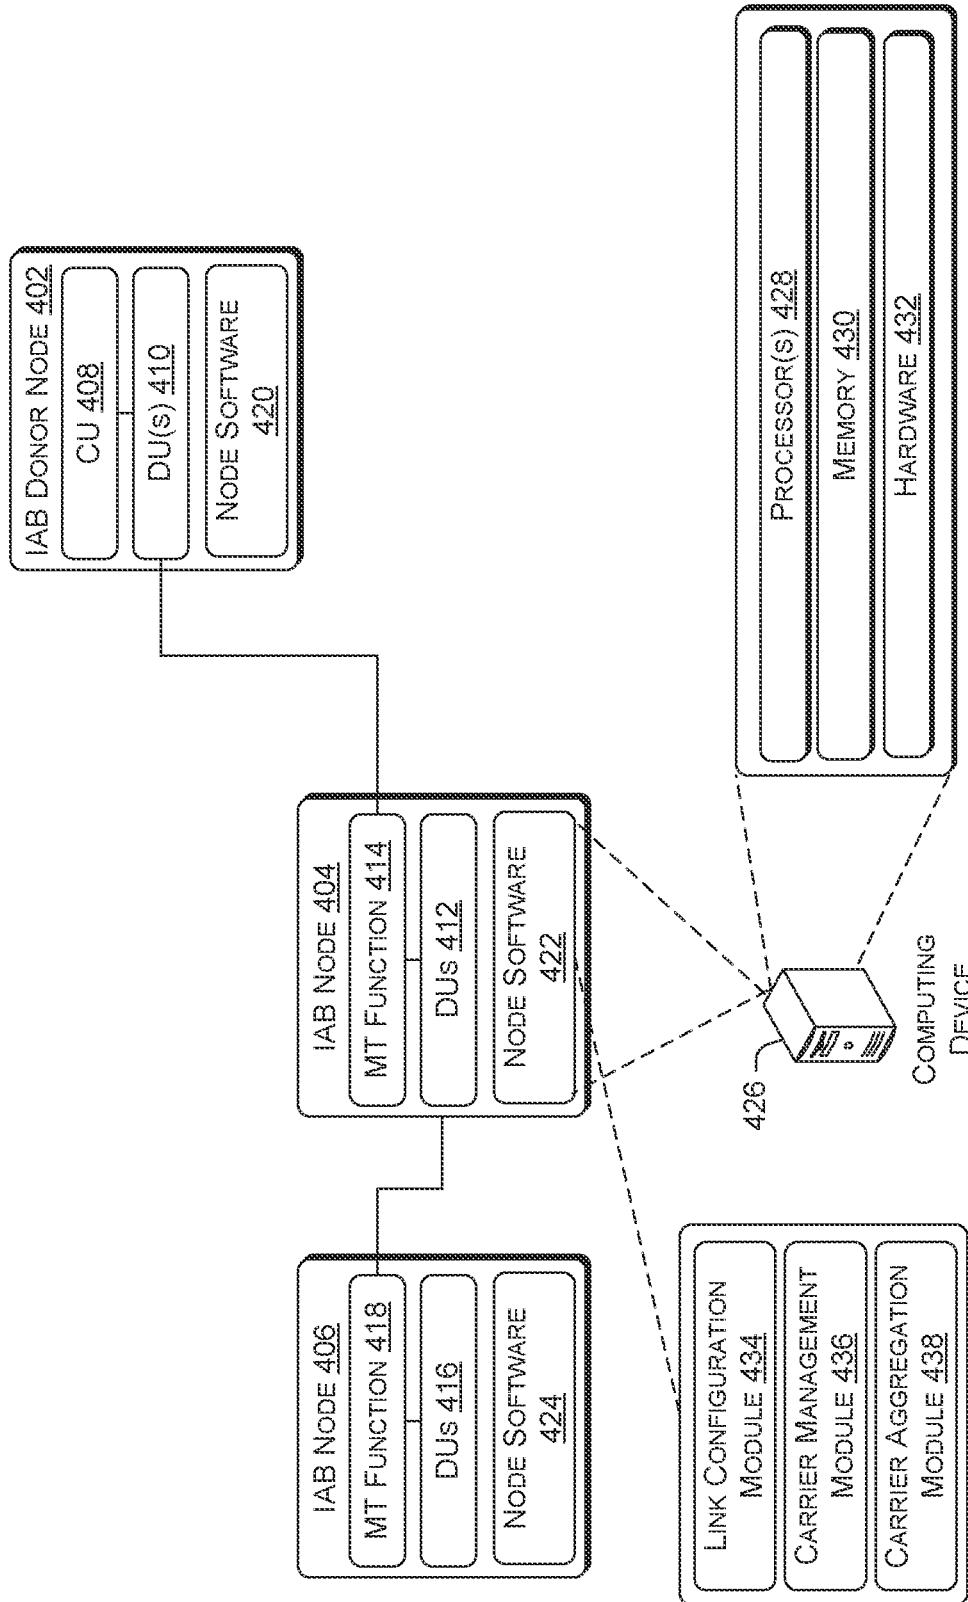 IAB NODE 406
MT FUNCTION 418
DUs 416
NODE SOFTWARE
424
IAB NODE 404
MT FUNCTION 414
DUs 412
NODE SOFTWARE
422
IAB DONOR NODE 402
CU 408
DU(s) 410
NODE SOFTWARE
420
LINK CONFIGURATION
MODULE 434
CARRIER MANAGEMENT
MODULE 436
CARRIER AGGREGATION
MODULE 438
426
COMPUTING
DEVICE
PROCESSOR(S) 428
MEMORY 430
HARDWARE 432